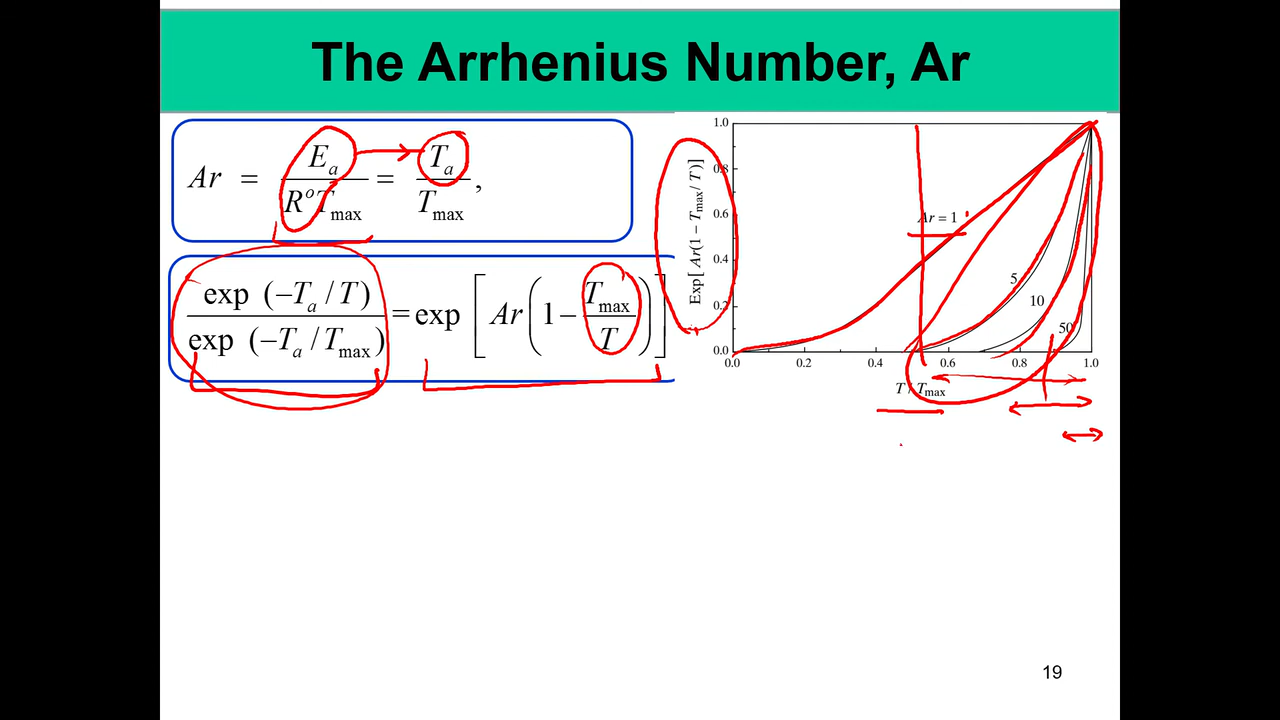 The Arrhenius Number, Ar
Ar = Eₐ / RᵒTmax = Tₐ / Tmax,
exp (−Tₐ / T) / exp (−Tₐ / Tmax) = exp [ Ar ( 1 − Tmax / T ) ]
Exp[ Ar(1 − Tmax/ T)]
1.0
0.8
0.6
0.4
0.2
0.0
Ar = 1
5
10
50
0.0 0.2 0.4 0.6 0.8 1.0
T / Tmax
19